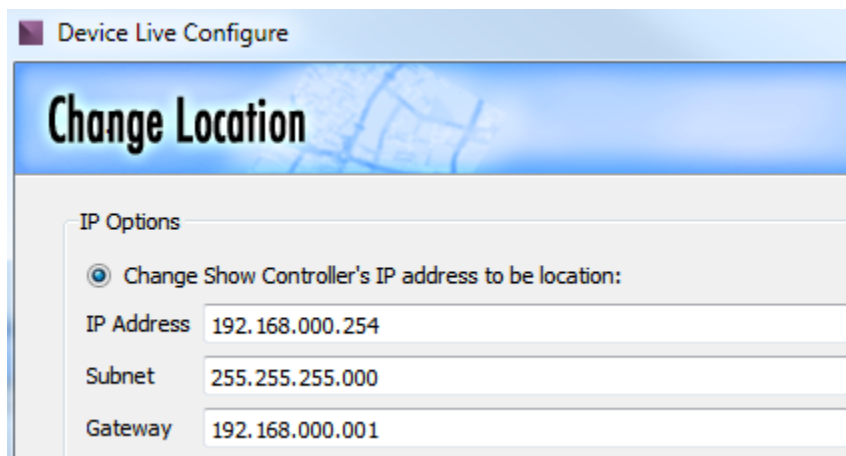 Device Live Configure
Change Location
IP Options
Change Show Controller's IP address to be location:
IP Address 192.168.000.254
Subnet 255.255.255.000
Gateway 192.168.000.001